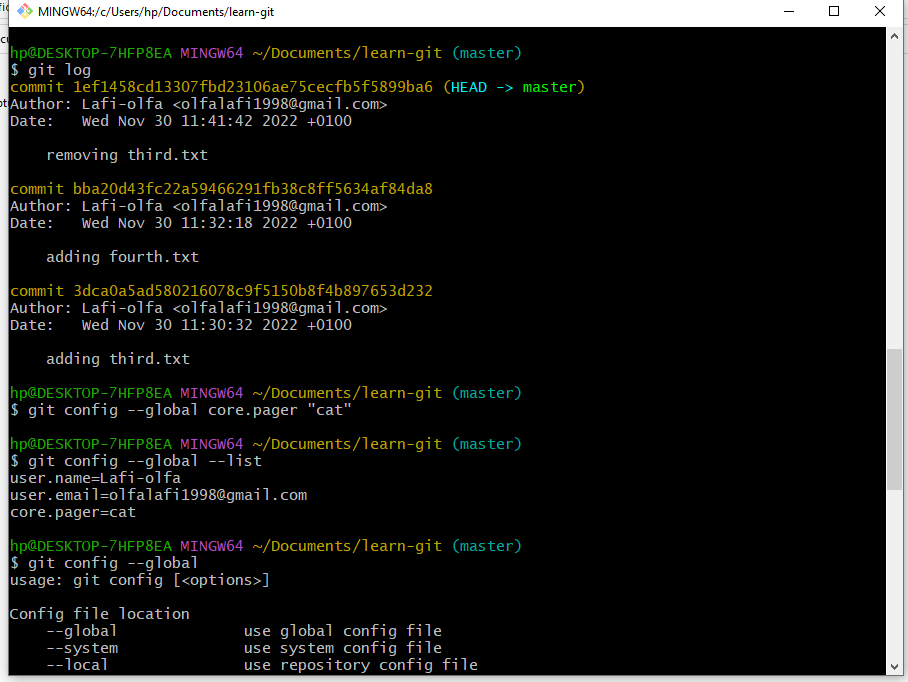 MINGW64:/c/Users/hp/Documents/learn-git
hp@DESKTOP-7HFP8EA MINGW64 ~/Documents/learn-git (master)
$ git log
commit 1ef1458cd13307fbd23106ae75cecfb5f5899ba6 (HEAD -> master)
Author: Lafi-olfa <olfalafi1998@gmail.com>
Date:   Wed Nov 30 11:41:42 2022 +0100
    removing third.txt
commit bba20d43fc22a59466291fb38c8ff5634af84da8
Author: Lafi-olfa <olfalafi1998@gmail.com>
Date:   Wed Nov 30 11:32:18 2022 +0100
    adding fourth.txt
commit 3dca0a5ad580216078c9f5150b8f4b897653d232
Author: Lafi-olfa <olfalafi1998@gmail.com>
Date:   Wed Nov 30 11:30:32 2022 +0100
    adding third.txt
hp@DESKTOP-7HFP8EA MINGW64 ~/Documents/learn-git (master)
$ git config --global core.pager "cat"
hp@DESKTOP-7HFP8EA MINGW64 ~/Documents/learn-git (master)
$ git config --global --list
user.name=Lafi-olfa
user.email=olfalafi1998@gmail.com
core.pager=cat
hp@DESKTOP-7HFP8EA MINGW64 ~/Documents/learn-git (master)
$ git config --global
usage: git config [<options>]
Config file location
    --global              use global config file
    --system              use system config file
    --local               use repository config file